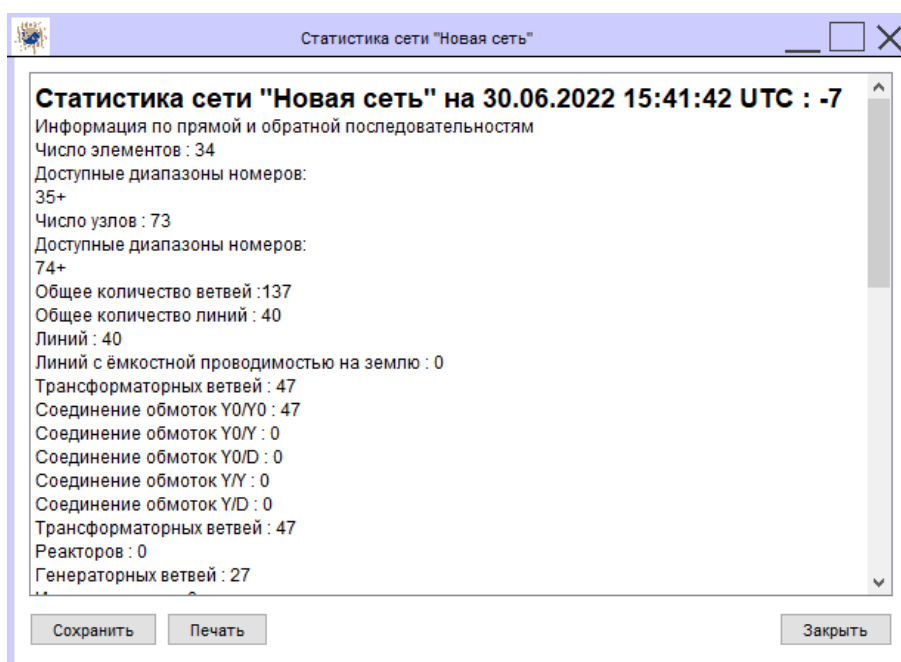 Статистика сети "Новая сеть"
Статистика сети "Новая сеть" на 30.06.2022 15:41:42 UTC : -7
Информация по прямой и обратной последовательностям
Число элементов : 34
Доступные диапазоны номеров:
35+
Число узлов : 73
Доступные диапазоны номеров:
74+
Общее количество ветвей :137
Общее количество линий : 40
Линий : 40
Линий с ёмкостной проводимостью на землю : 0
Трансформаторных ветвей : 47
Соединение обмоток Y0/Y0 : 47
Соединение обмоток Y0/Y : 0
Соединение обмоток Y0/D : 0
Соединение обмоток Y/Y : 0
Соединение обмоток Y/D : 0
Трансформаторных ветвей : 47
Реакторов : 0
Генераторных ветвей : 27
Сохранить Печать Закрыть